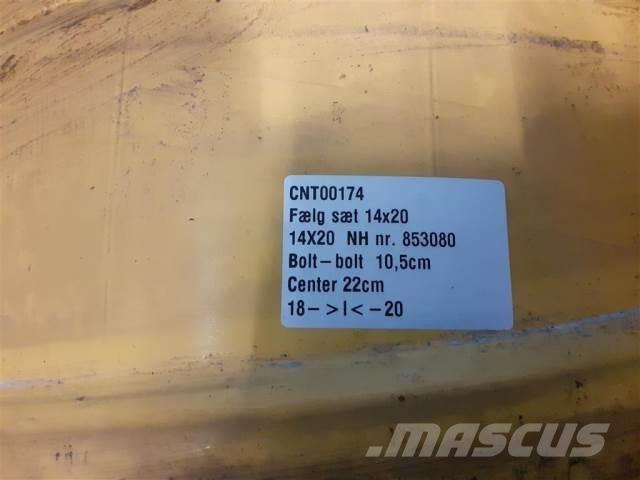 CNT00174
Fælg sæt 14x20
14X20 NH nr. 853080
Bolt-bolt 10,5cm
Center 22cm
18->I<-20
MASCUS